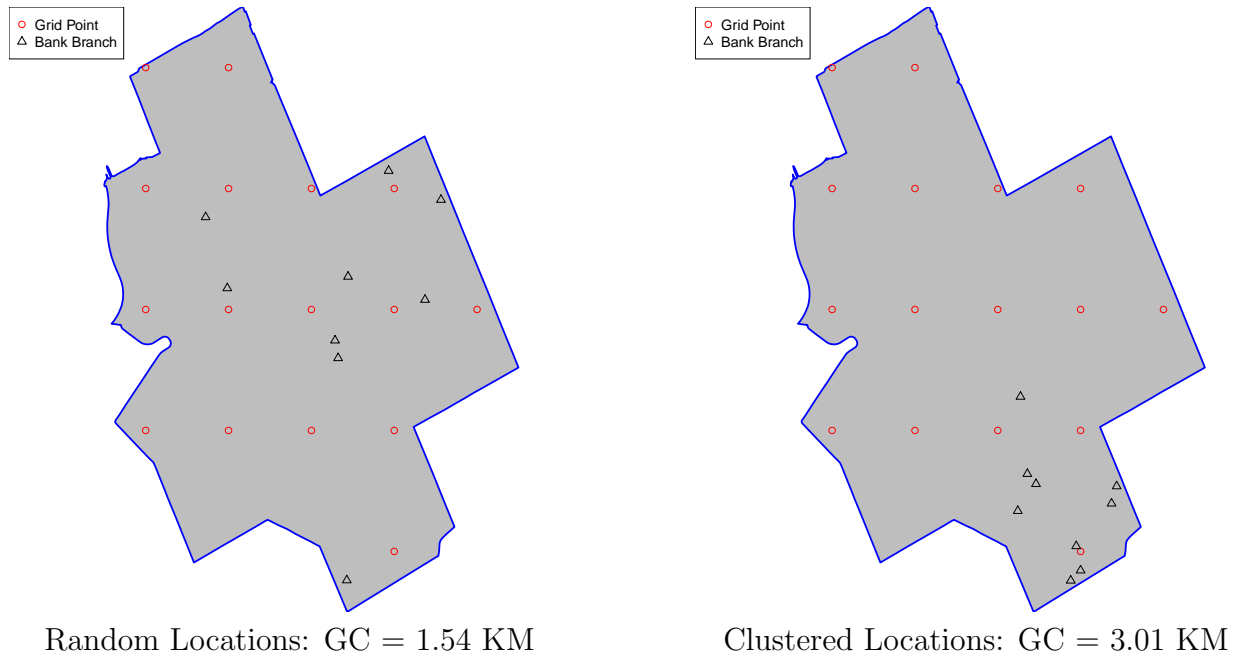 Grid Point
Bank Branch
Grid Point
Bank Branch
Random Locations: GC = 1.54 KM
Clustered Locations: GC = 3.01 KM